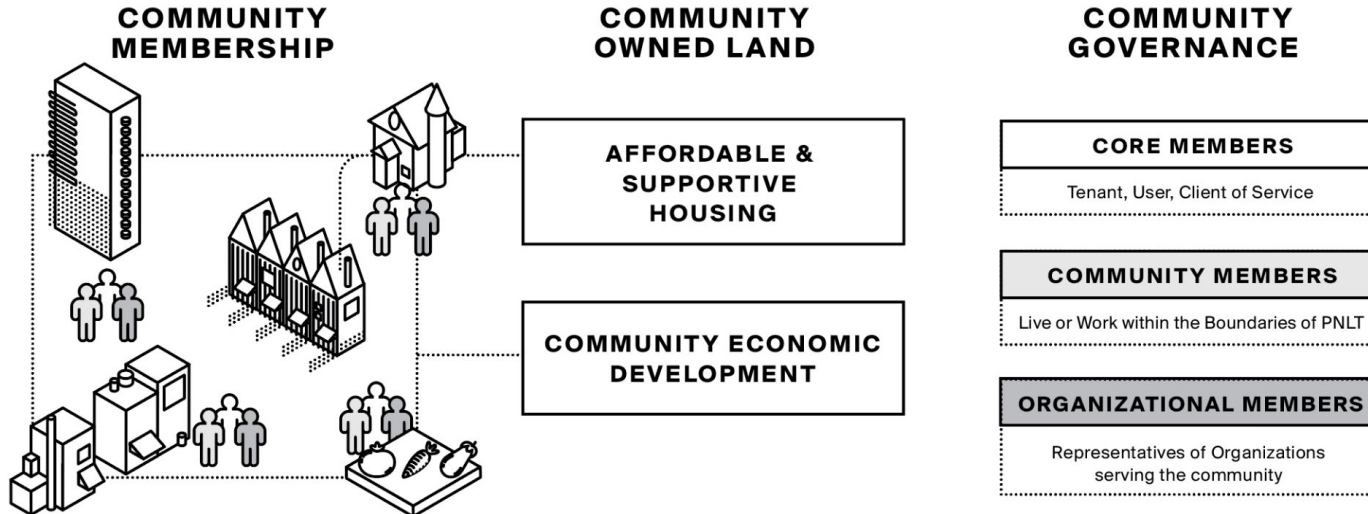 COMMUNITY
MEMBERSHIP
COMMUNITY
OWNED LAND
AFFORDABLE &
SUPPORTIVE
HOUSING
COMMUNITY ECONOMIC
DEVELOPMENT
COMMUNITY
GOVERNANCE
CORE MEMBERS
Tenant, User, Client of Service
COMMUNITY MEMBERS
Live or Work within the Boundaries of PNLT
ORGANIZATIONAL MEMBERS
Representatives of Organizations
serving the community